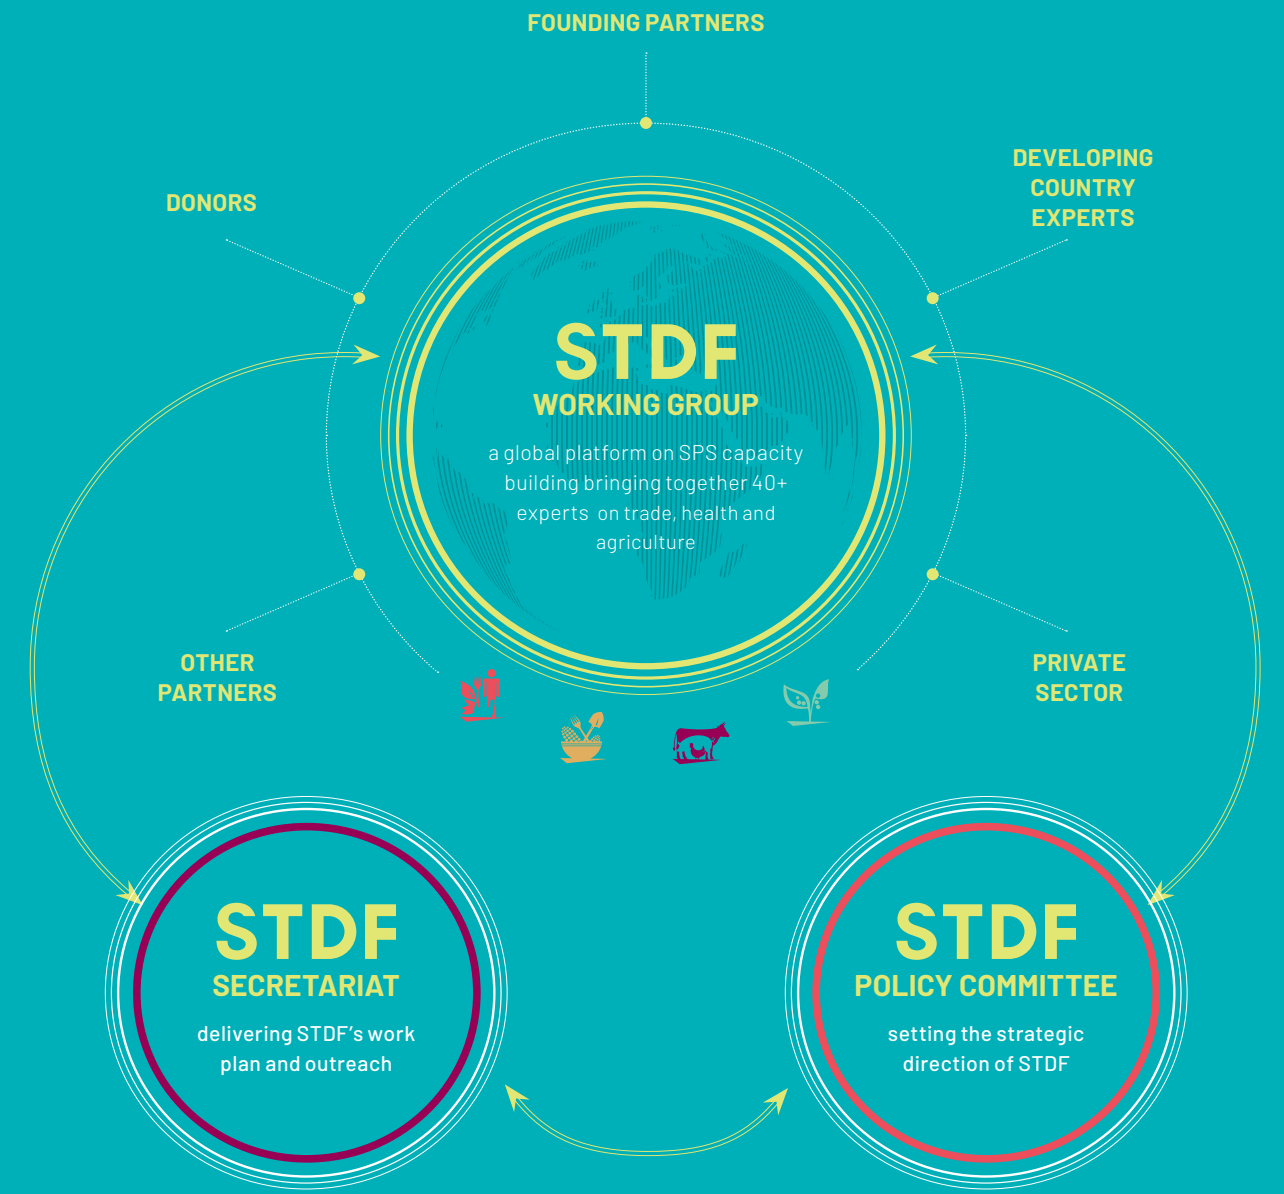 FOUNDING PARTNERS
DONORS
DEVELOPING
COUNTRY
EXPERTS
STDF
WORKING GROUP
a global platform on SPS capacity
building bringing together 40+
experts on trade, health and
agriculture
OTHER
PARTNERS
PRIVATE
SECTOR
STDF
SECRETARIAT
delivering STDF’s work
plan and outreach
STDF
POLICY COMMITTEE
setting the strategic
direction of STDF